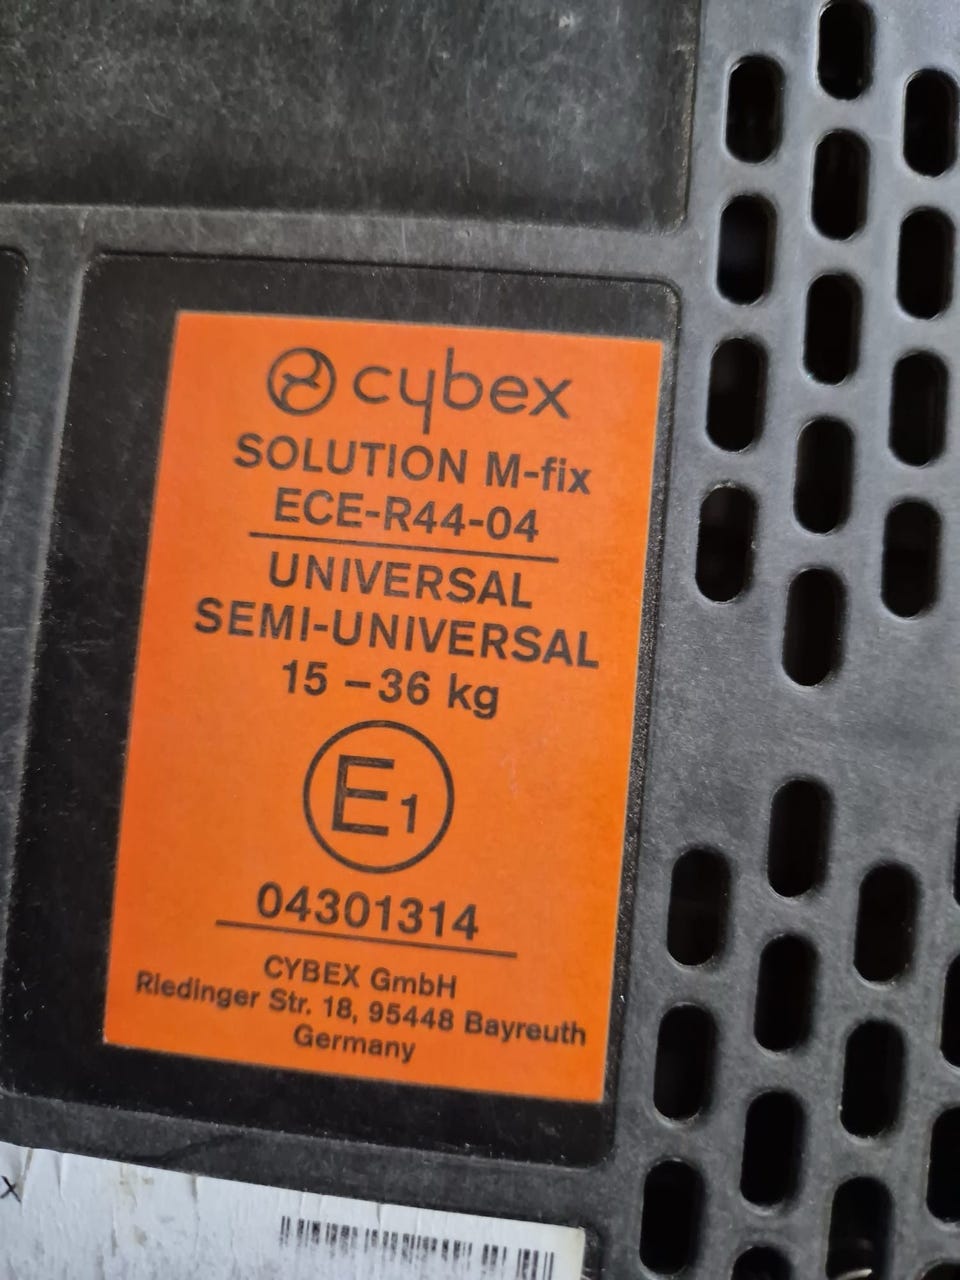 cybex
SOLUTION M-fix
ECE-R44-04
UNIVERSAL
SEMI-UNIVERSAL
15 – 36 kg
E1
04301314
CYBEX GmbH
Riedinger Str. 18, 95448 Bayreuth
Germany
X